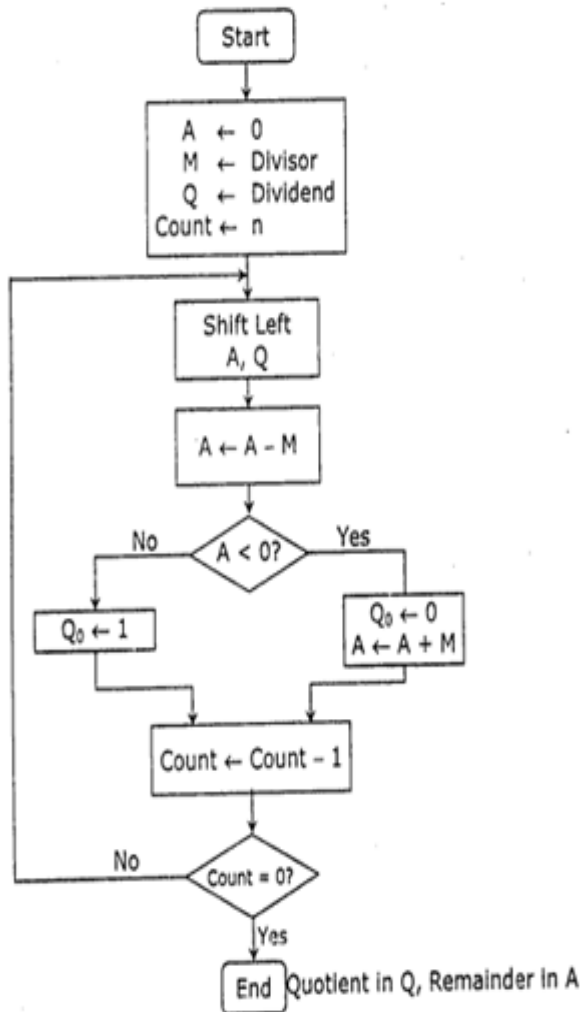 Start
A ← 0
M ← Divisor
Q ← Dividend
Count ← n
Shift Left
A, Q
A ← A – M
A < 0?
No
Yes
Q₀ ← 1
Q₀ ← 0
A ← A + M
Count ← Count – 1
Count = 0?
No
Yes
End
Quotient in Q, Remainder in A